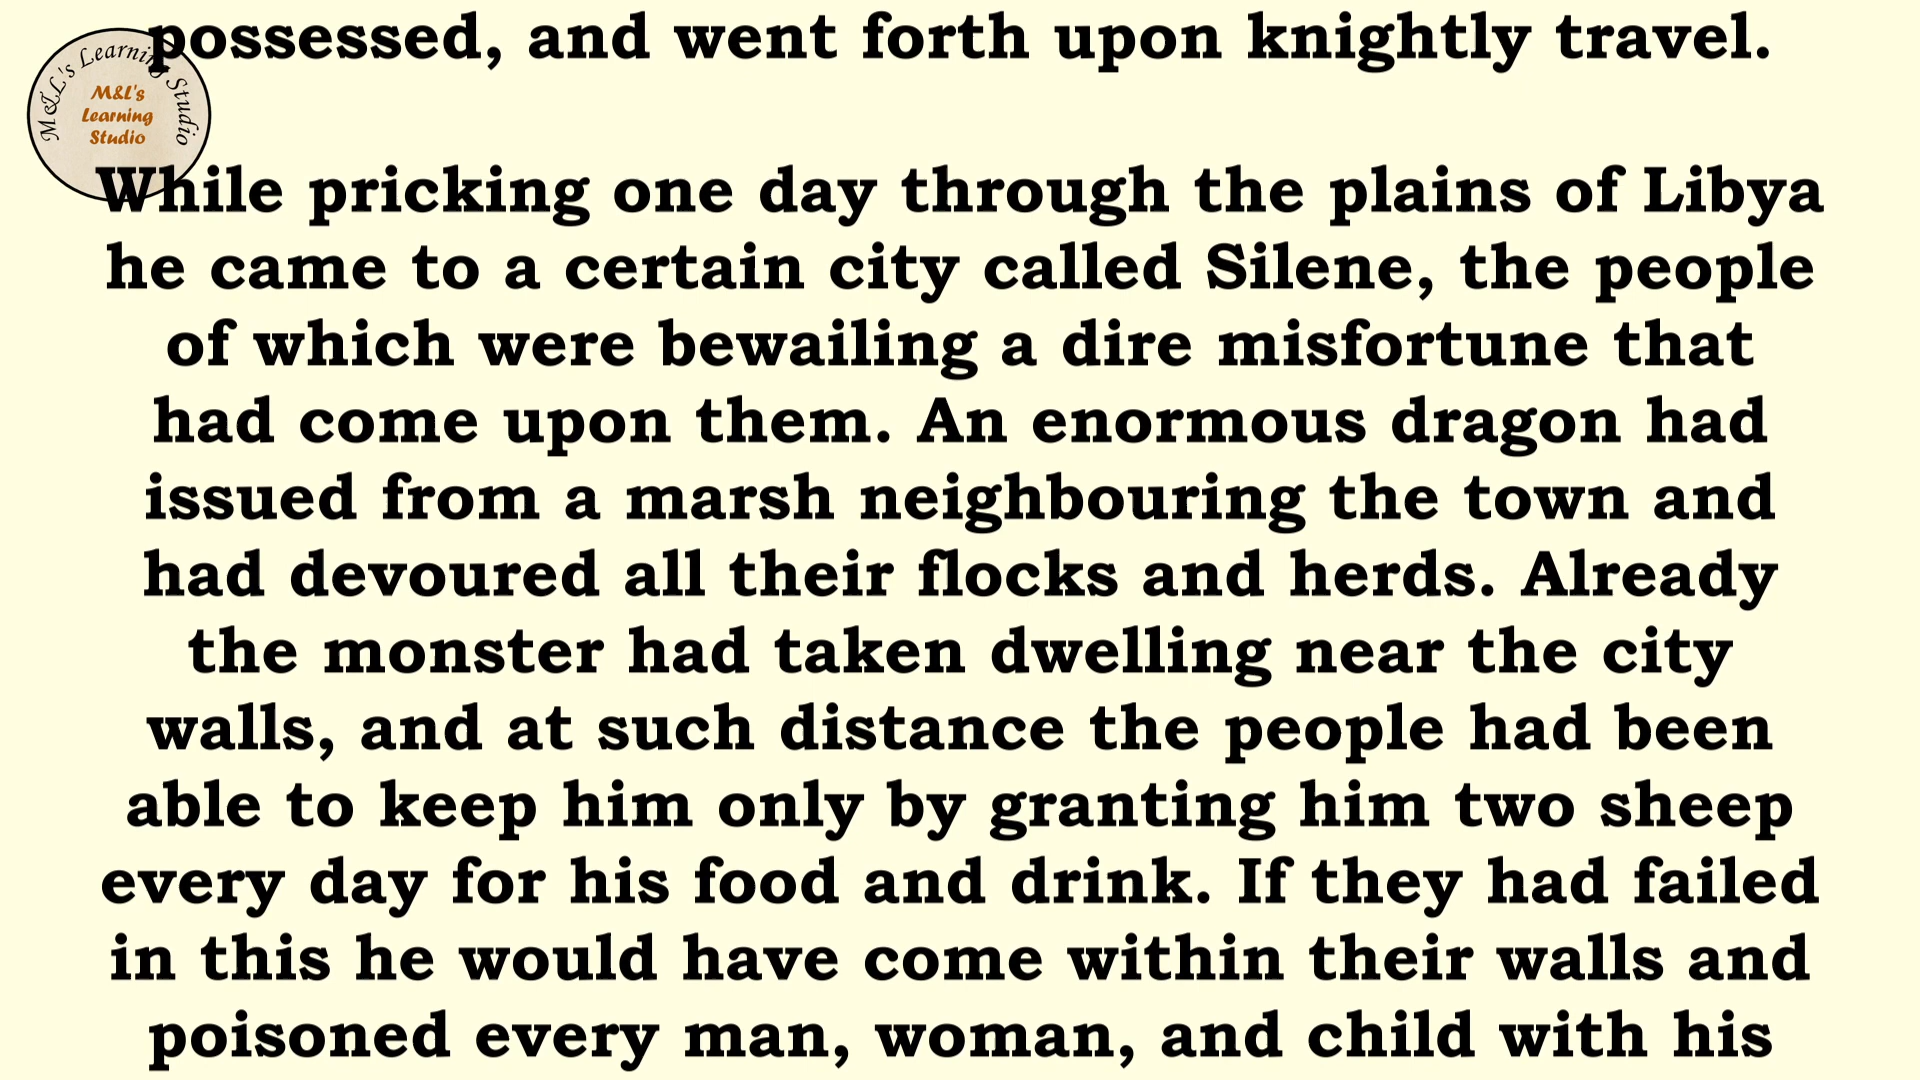 possessed, and went forth upon knightly travel.
M&L's Learning Studio
M&L's
Learning
Studio
While pricking one day through the plains of Libya
he came to a certain city called Silene, the people
of which were bewailing a dire misfortune that
had come upon them. An enormous dragon had
issued from a marsh neighbouring the town and
had devoured all their flocks and herds. Already
the monster had taken dwelling near the city
walls, and at such distance the people had been
able to keep him only by granting him two sheep
every day for his food and drink. If they had failed
in this he would have come within their walls and
poisoned every man, woman, and child with his